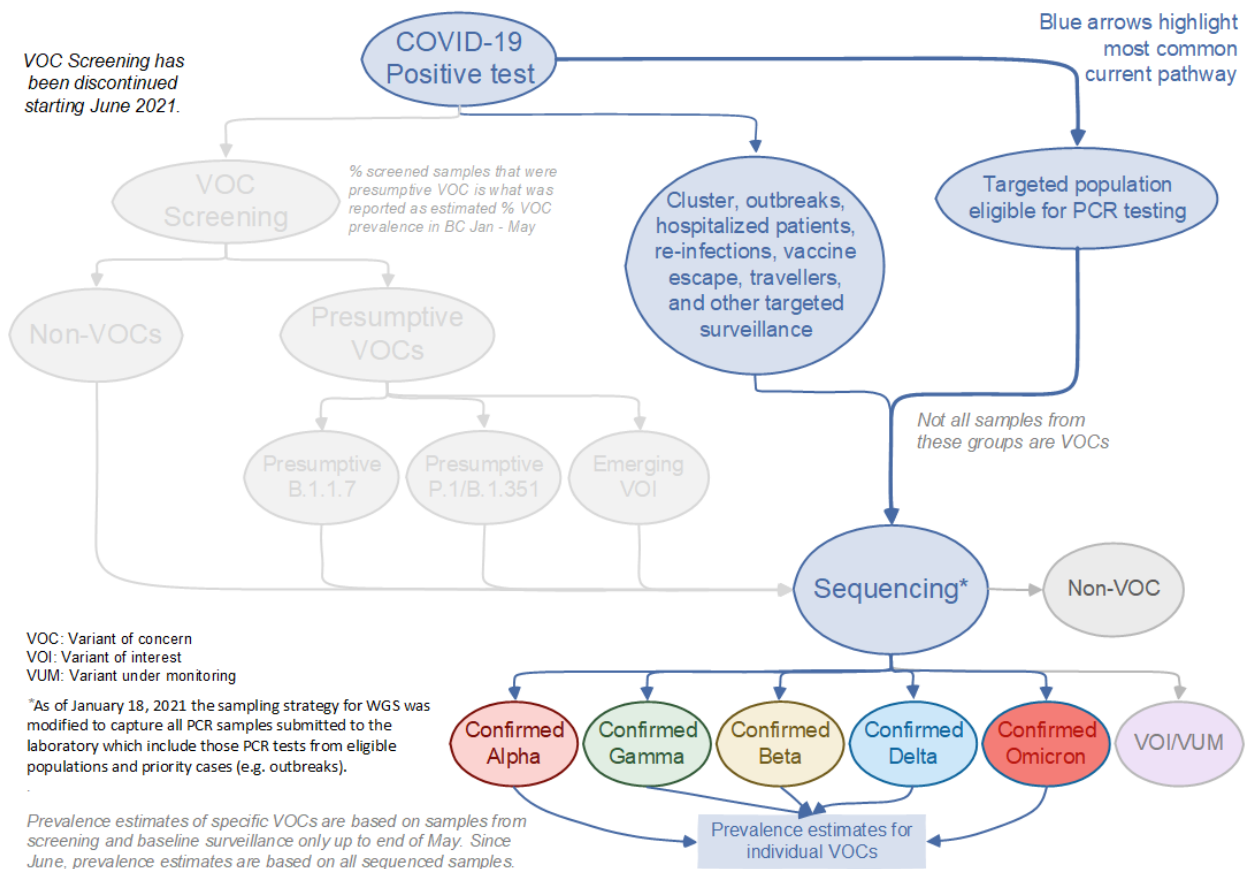 VOC Screening has
been discontinued
starting June 2021.
COVID-19
Positive test
Blue arrows highlight
most common
current pathway
VOC
Screening
% screened samples that were
presumptive VOC is what was
reported as estimated % VOC
prevalence in BC Jan - May
Cluster, outbreaks,
hospitalized patients,
re-infections, vaccine
escape, travellers,
and other targeted
surveillance
Targeted population
eligible for PCR testing
Non-VOCs
Presumptive
VOCs
Not all samples from
these groups are VOCs
Presumptive
B.1.1.7
Presumptive
P.1/B.1.351
Emerging
VOI
Sequencing*
Non-VOC
VOC: Variant of concern
VOI: Variant of interest
VUM: Variant under monitoring
*As of January 18, 2021 the sampling strategy for WGS was
modified to capture all PCR samples submitted to the
laboratory which include those PCR tests from eligible
populations and priority cases (e.g. outbreaks).
.
Confirmed
Alpha
Confirmed
Gamma
Confirmed
Beta
Confirmed
Delta
Confirmed
Omicron
VOI/VUM
Prevalence estimates for
individual VOCs
Prevalence estimates of specific VOCs are based on samples from
screening and baseline surveillance only up to end of May. Since
June, prevalence estimates are based on all sequenced samples.